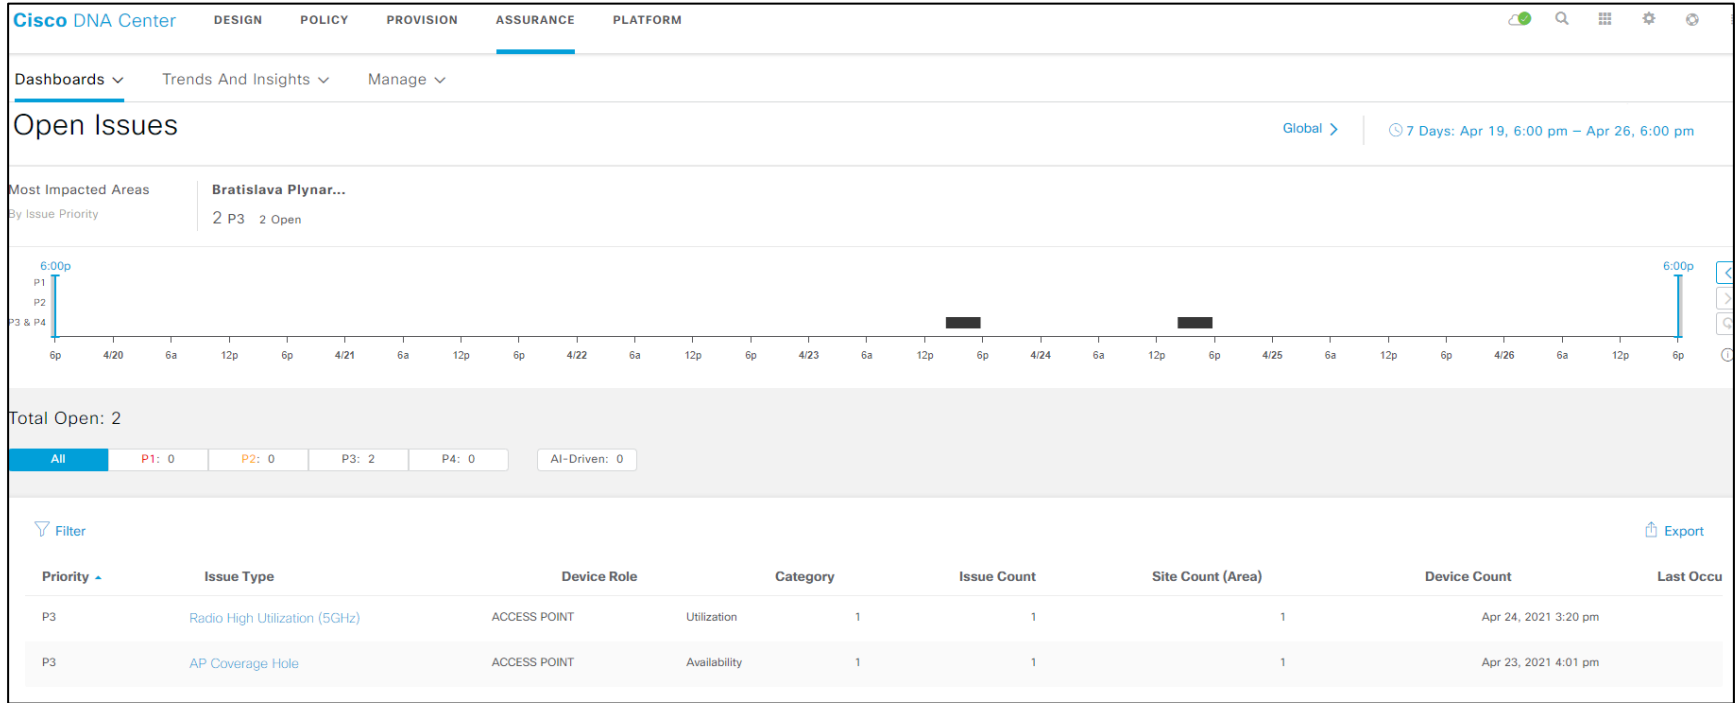 Cisco DNA Center DESIGN POLICY PROVISION ASSURANCE PLATFORM
Dashboards Trends And Insights Manage
Open Issues
Global 7 Days: Apr 19, 6:00 pm – Apr 26, 6:00 pm
Most Impacted Areas
By Issue Priority
Bratislava Plynar...
2 P3 2 Open
6:00p 6:00p
P1
P2
P3 & P4
6p 4/20 6a 12p 6p 4/21 6a 12p 6p 4/22 6a 12p 6p 4/23 6a 12p 6p 4/24 6a 12p 6p 4/25 6a 12p 6p 4/26 6a 12p 6p
Total Open: 2
All P1: 0 P2: 0 P3: 2 P4: 0 AI-Driven: 0
Filter Export
Priority Issue Type Device Role Category Issue Count Site Count (Area) Device Count Last Occu
P3 Radio High Utilization (5GHz) ACCESS POINT Utilization 1 1 1 Apr 24, 2021 3:20 pm
P3 AP Coverage Hole ACCESS POINT Availability 1 1 1 Apr 23, 2021 4:01 pm